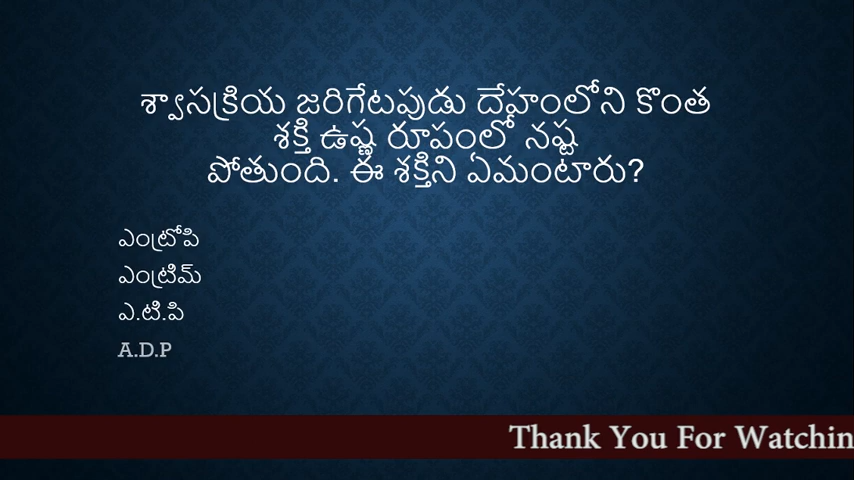 శ్వాసక్రియ జరిగేటపుడు దేహంలోని కొంత
శక్తి ఉష్ణ రూపంలో నష్ట
పోతుంది. ఈ శక్తిని ఏమంటారు?
ఎంట్రోపి
ఎంట్రిమ్
ఎ.టి.పి
A.D.P
Thank You For Watchin